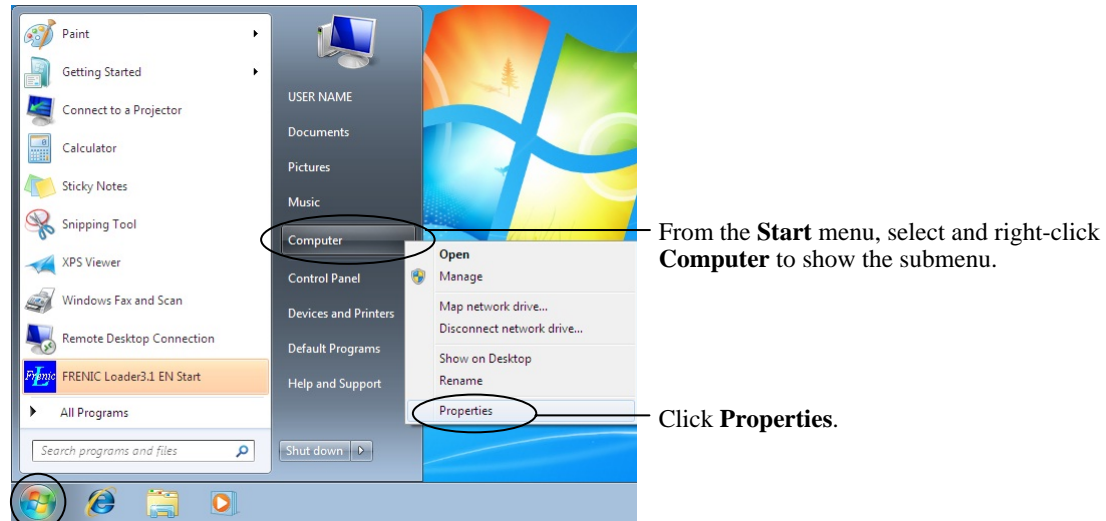 Paint
Getting Started
Connect to a Projector
Calculator
Sticky Notes
Snipping Tool
XPS Viewer
Windows Fax and Scan
Remote Desktop Connection
Frenic
FRENIC Loader3.1 EN Start
All Programs
Search programs and files
USER NAME
Documents
Pictures
Music
Computer
Control Panel
Devices and Printers
Default Programs
Help and Support
Shut down
Open
Manage
Map network drive...
Disconnect network drive...
Show on Desktop
Rename
Properties
From the Start menu, select and right-click
Computer to show the submenu.
Click Properties.